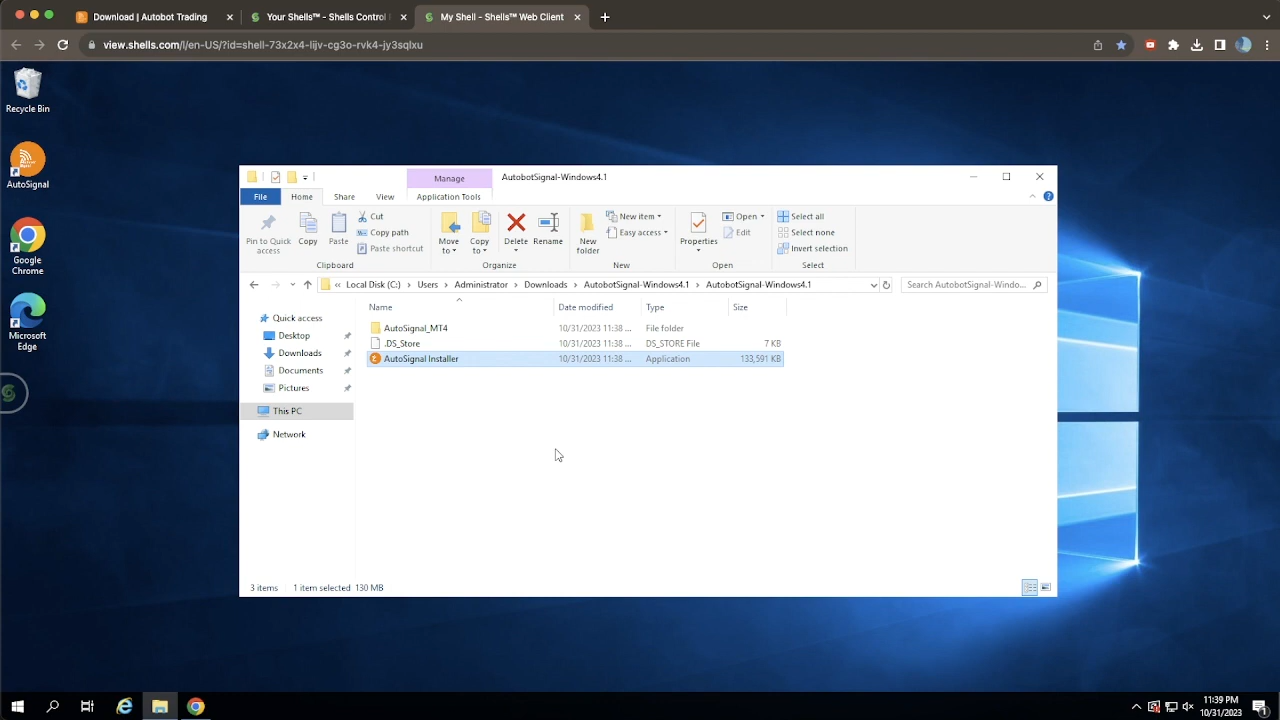 Download | Autobot Trading
Your Shells™ - Shells Control
My Shell - Shells™ Web Client
view.shells.com/l/en-US/?id=shell-73x2x4-lijv-cg3o-rvk4-jy3sqlxu
Recycle Bin
AutoSignal
Google
Chrome
Microsoft
Edge
Manage
AutobotSignal-Windows4.1
File
Home
Share
View
Application Tools
Pin to Quick
access
Copy
Paste
Cut
Copy path
Paste shortcut
Clipboard
Move
to
Copy
to
Delete
Rename
Organize
New
folder
New item
Easy access
New
Properties
Open
Edit
Open
Select all
Select none
Invert selection
Select
« Local Disk (C:) › Users › Administrator › Downloads › AutobotSignal-Windows4.1 › AutobotSignal-Windows4.1
Search AutobotSignal-Windo...
Name
Date modified
Type
Size
Quick access
Desktop
Downloads
Documents
Pictures
This PC
Network
AutoSignal_MT4 10/31/2023 11:38 ... File folder
.DS_Store 10/31/2023 11:38 ... DS_STORE File 7 KB
AutoSignal Installer 10/31/2023 11:38 ... Application 133,591 KB
3 items 1 item selected 130 MB
11:39 PM
10/31/2023
1